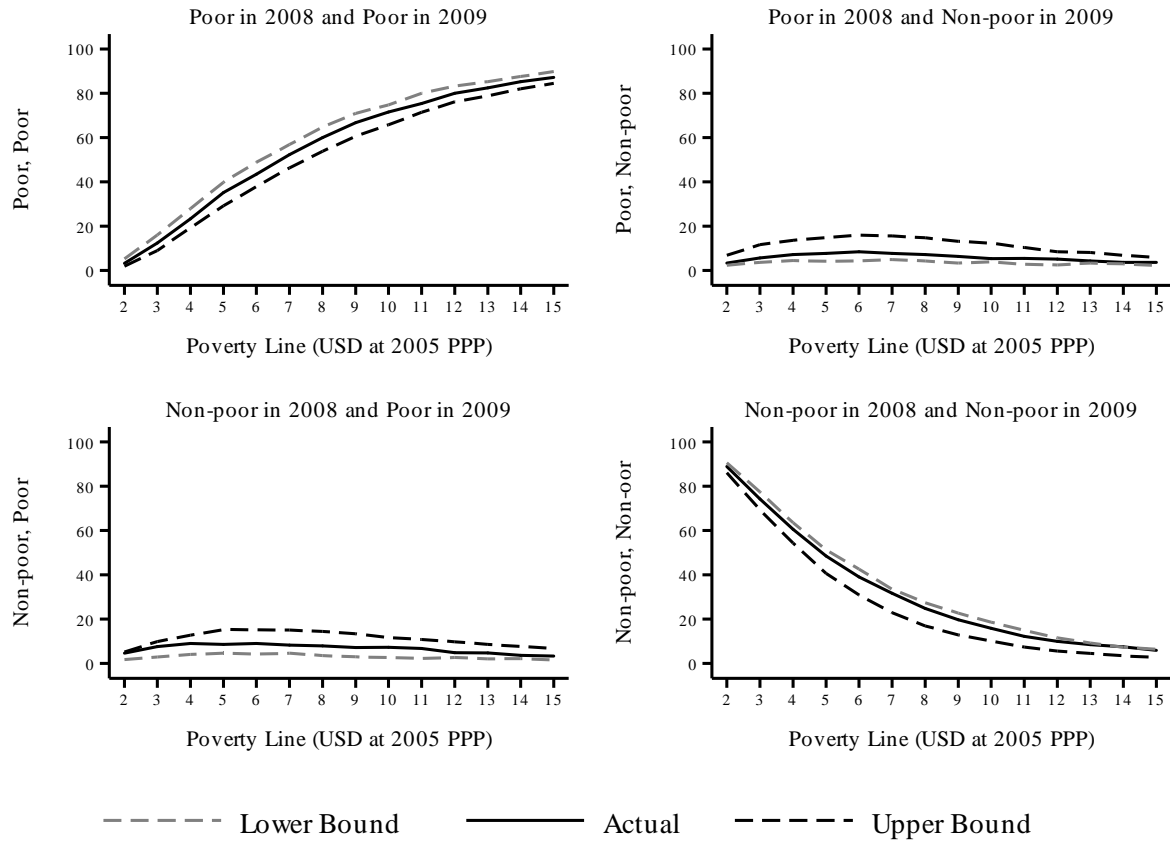 Poor in 2008 and Poor in 2009
Poor, Poor
100
80
60
40
20
0
2 3 4 5 6 7 8 9 10 11 12 13 14 15
Poverty Line (USD at 2005 PPP)
Poor in 2008 and Non-poor in 2009
Poor, Non-poor
100
80
60
40
20
0
2 3 4 5 6 7 8 9 10 11 12 13 14 15
Poverty Line (USD at 2005 PPP)
Non-poor in 2008 and Poor in 2009
Non-poor, Poor
100
80
60
40
20
0
2 3 4 5 6 7 8 9 10 11 12 13 14 15
Poverty Line (USD at 2005 PPP)
Non-poor in 2008 and Non-poor in 2009
Non-poor, Non-oor
100
80
60
40
20
0
2 3 4 5 6 7 8 9 10 11 12 13 14 15
Poverty Line (USD at 2005 PPP)
Lower Bound Actual Upper Bound